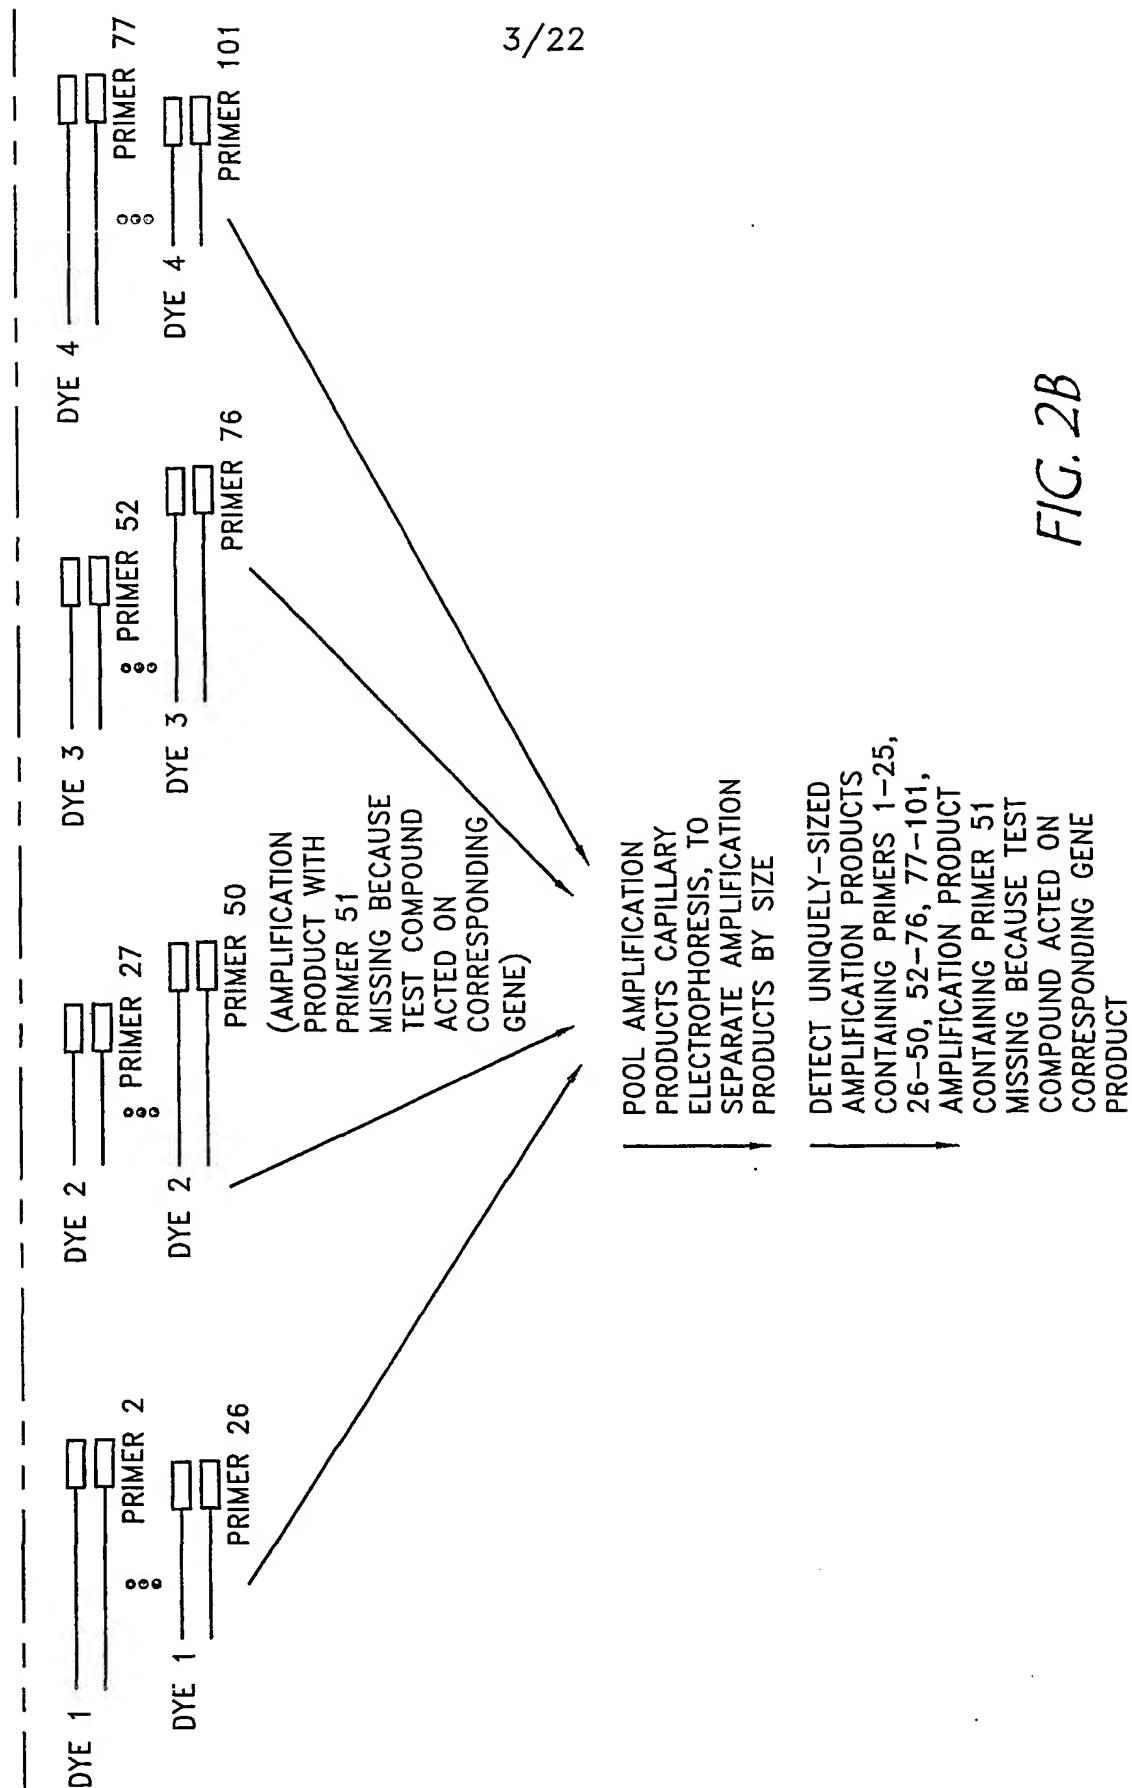 3/22
DYE 1
PRIMER 2
DYE 1
PRIMER 26
DYE 2
PRIMER 27
DYE 2
PRIMER 50
(AMPLIFICATION
PRODUCT WITH
PRIMER 51
MISSING BECAUSE
TEST COMPOUND
ACTED ON
CORRESPONDING
GENE)
DYE 3
PRIMER 52
DYE 3
PRIMER 76
DYE 4
PRIMER 77
DYE 4
PRIMER 101
POOL AMPLIFICATION
PRODUCTS CAPILLARY
ELECTROPHORESIS, TO
SEPARATE AMPLIFICATION
PRODUCTS BY SIZE
DETECT UNIQUELY-SIZED
AMPLIFICATION PRODUCTS
CONTAINING PRIMERS 1-25,
26-50, 52-76, 77-101,
AMPLIFICATION PRODUCT
CONTAINING PRIMER 51
MISSING BECAUSE TEST
COMPOUND ACTED ON
CORRESPONDING GENE
PRODUCT
FIG. 2B